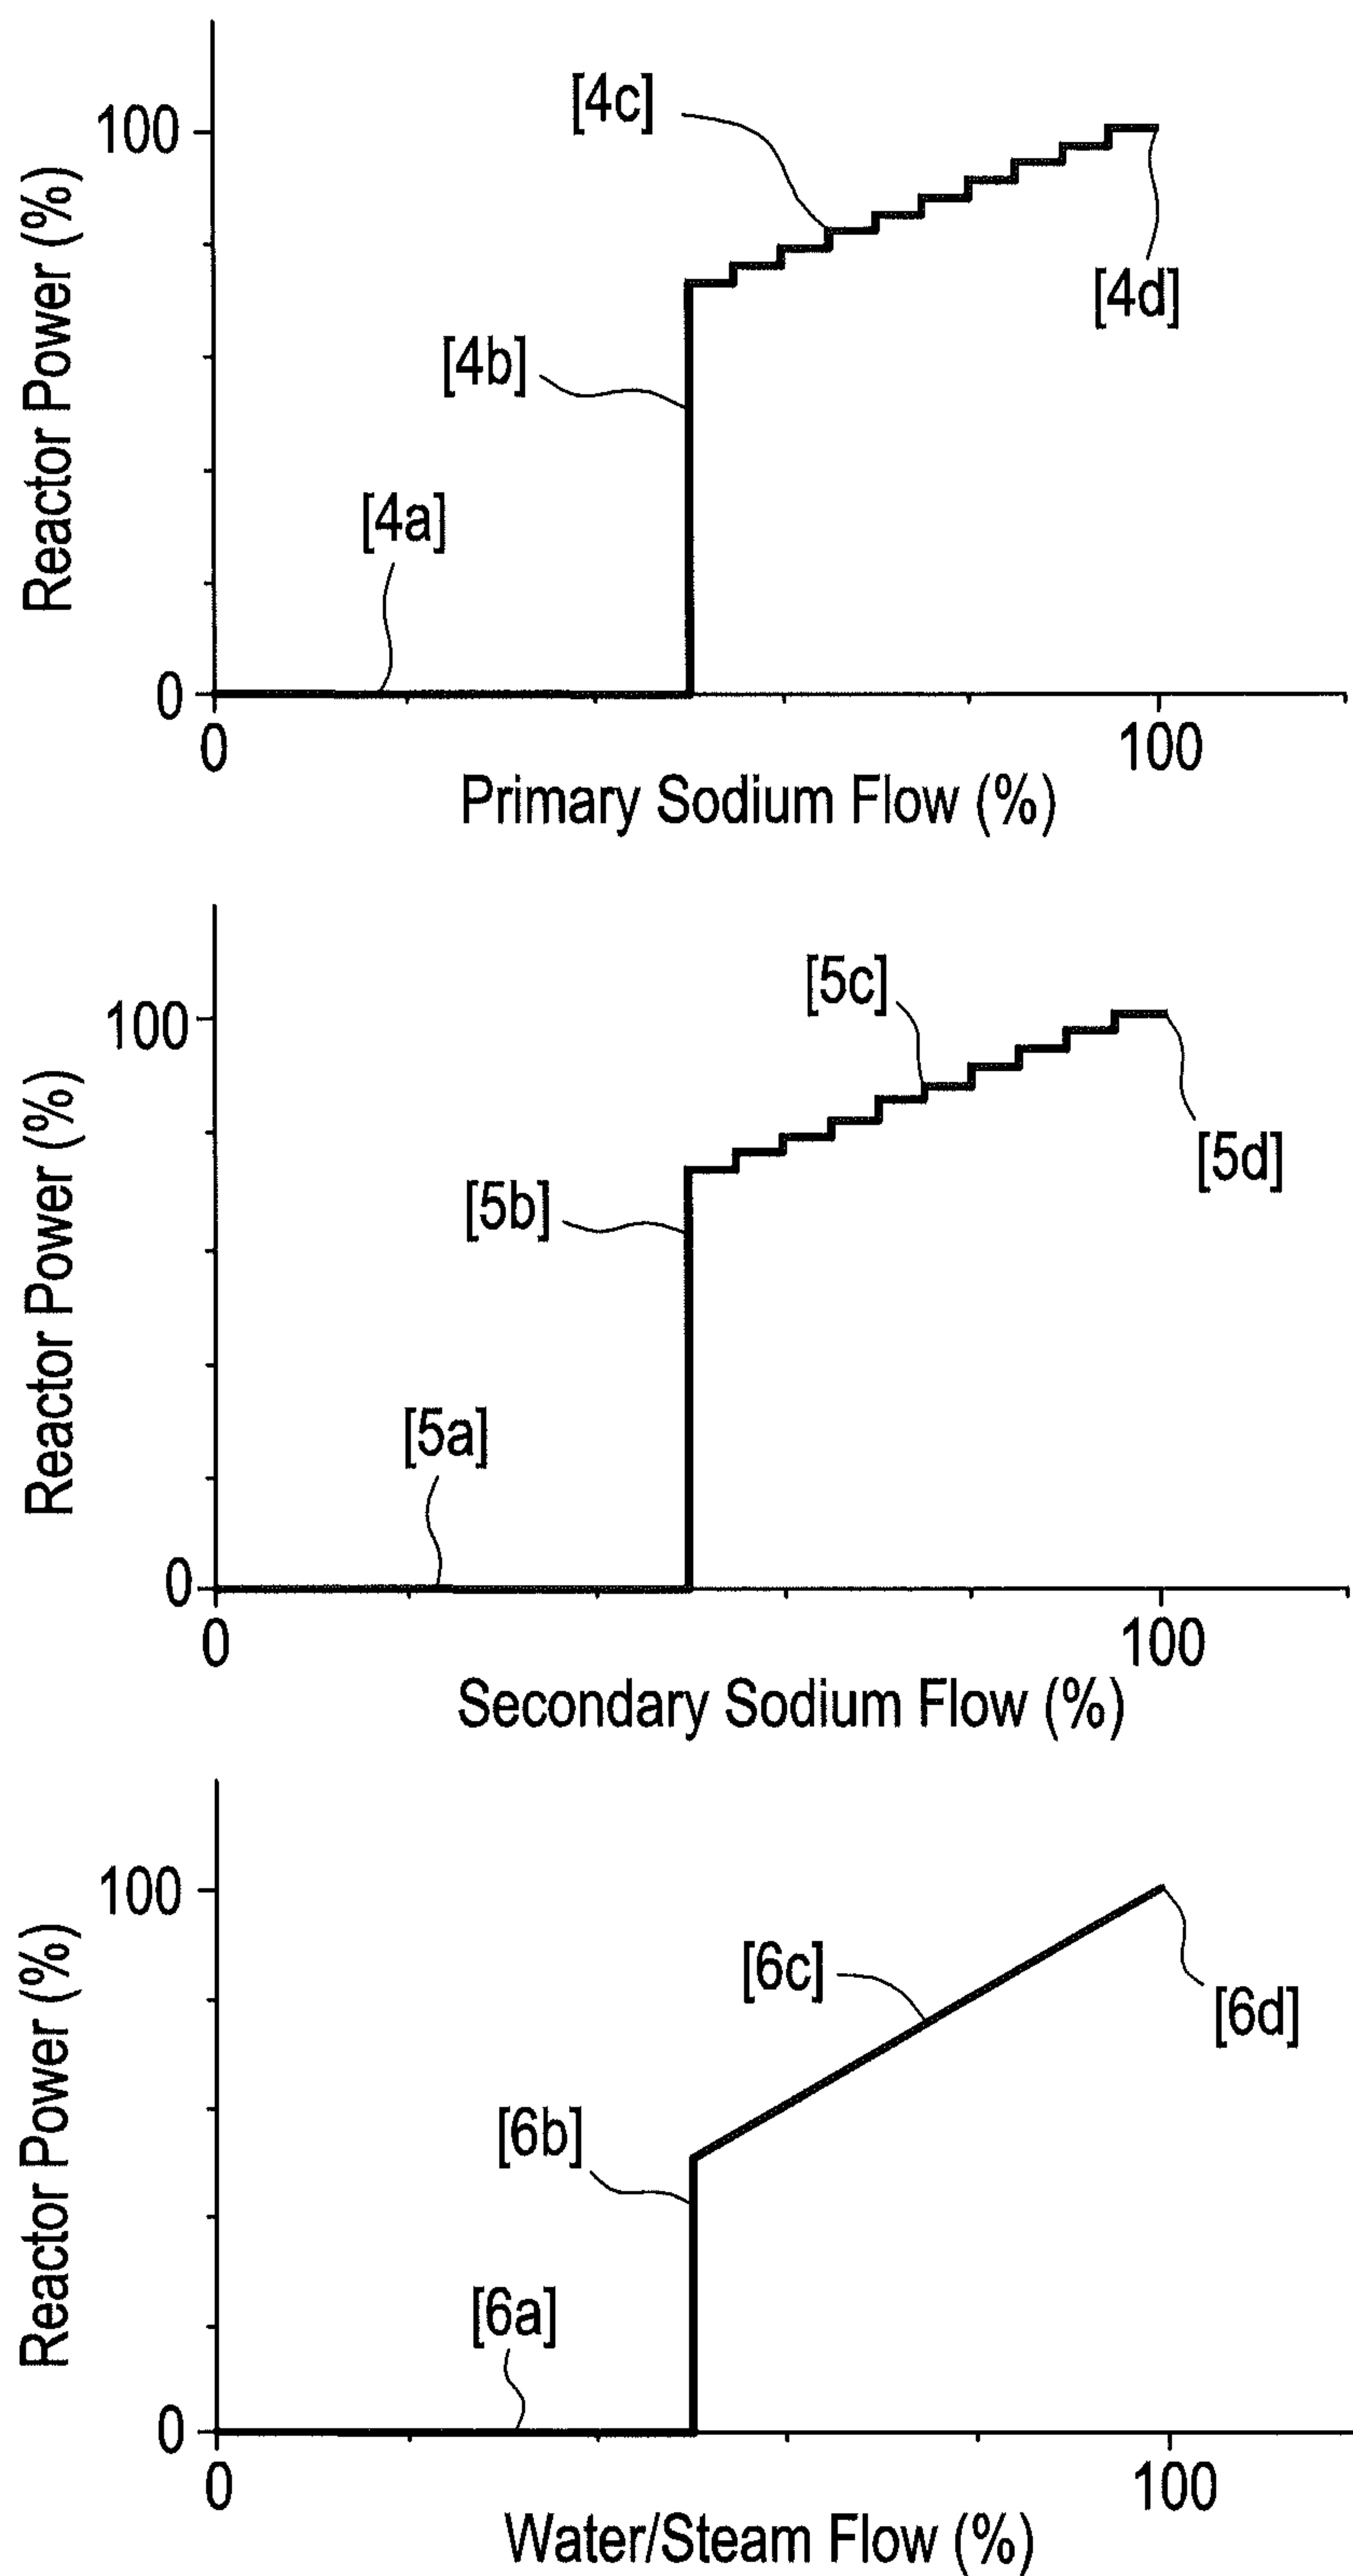 Reactor Power (%)
100
0
[4a]
[4b]
[4c]
[4d]
0
100
Primary Sodium Flow (%)
Reactor Power (%)
100
0
[5a]
[5b]
[5c]
[5d]
0
100
Secondary Sodium Flow (%)
Reactor Power (%)
100
0
[6a]
[6b]
[6c]
[6d]
0
100
Water/Steam Flow (%)